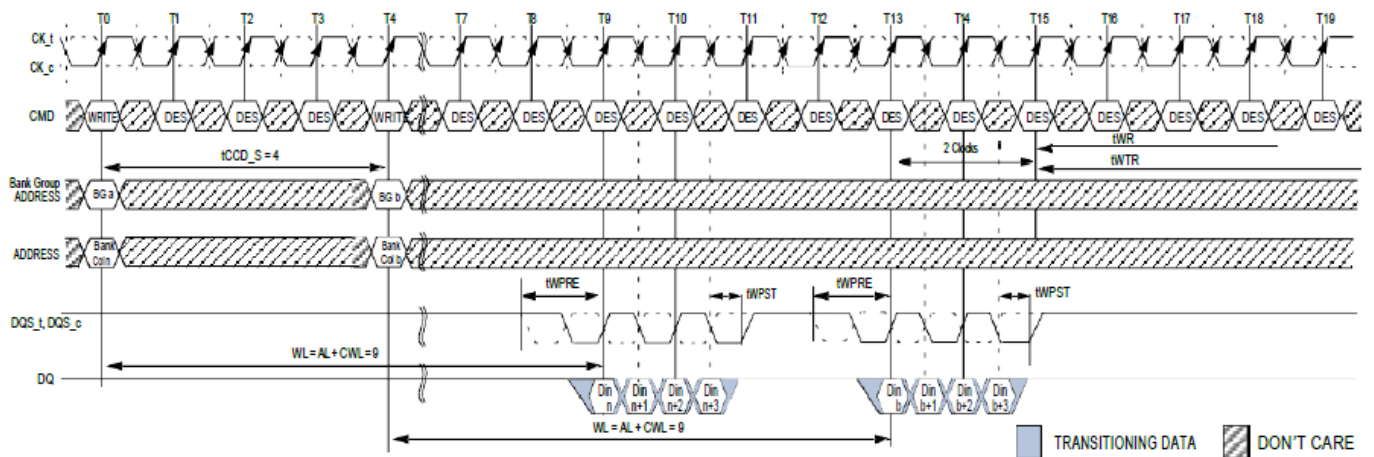 T0 T1 T2 T3 T4 T7 T8 T9 T10 T11 T12 T13 T14 T15 T16 T17 T18 T19
CK_t
CK_c
CMD WRITE DES DES DES WRITE DES DES DES DES DES DES DES DES DES DES DES DES DES
tCCD_S = 4
2 Clocks
tWR
tWTR
Bank Group
ADDRESS
BG a
BG b
ADDRESS
Bank
Col n
Bank
Col b
tWPRE
tWPST
tWPRE
tWPST
DQS_t, DQS_c
WL = AL + CWL = 9
DQ
Din
n
Din
n+1
Din
n+2
Din
n+3
Din
b
Din
b+1
Din
b+2
Din
b+3
WL = AL + CWL = 9
TRANSITIONING DATA
DON'T CARE